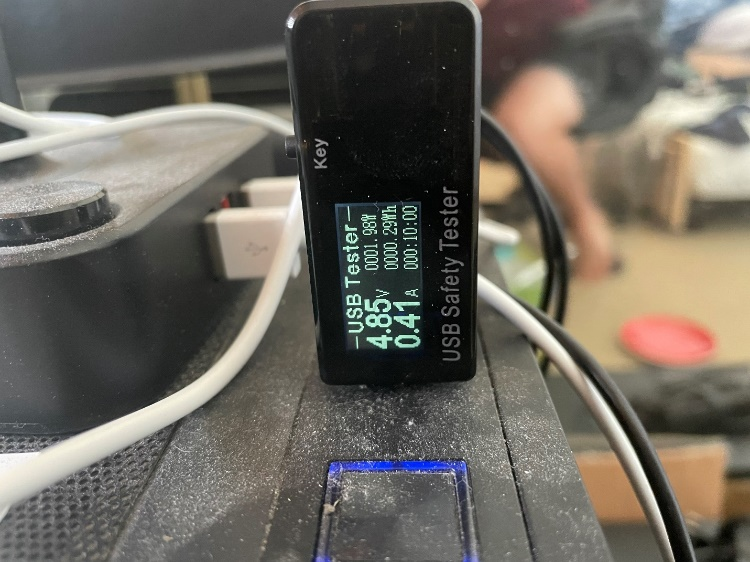 Key
—USB Tester—
4.85V 0001.98W
0.41A 0000.29Wh
000:10:00
USB Safety Tester